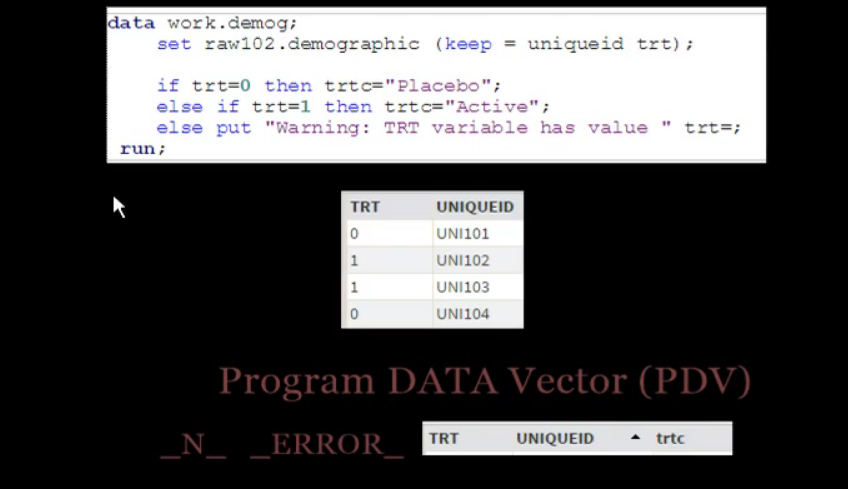 data work.demog;
set raw102.demographic (keep = uniqueid trt);
if trt=0 then trtc="Placebo";
else if trt=1 then trtc="Active";
else put "Warning: TRT variable has value " trt=;
run;
TRT UNIQUEID
0 UNI101
1 UNI102
1 UNI103
0 UNI104
Program DATA Vector (PDV)
_N_ _ERROR_ TRT UNIQUEID trtc